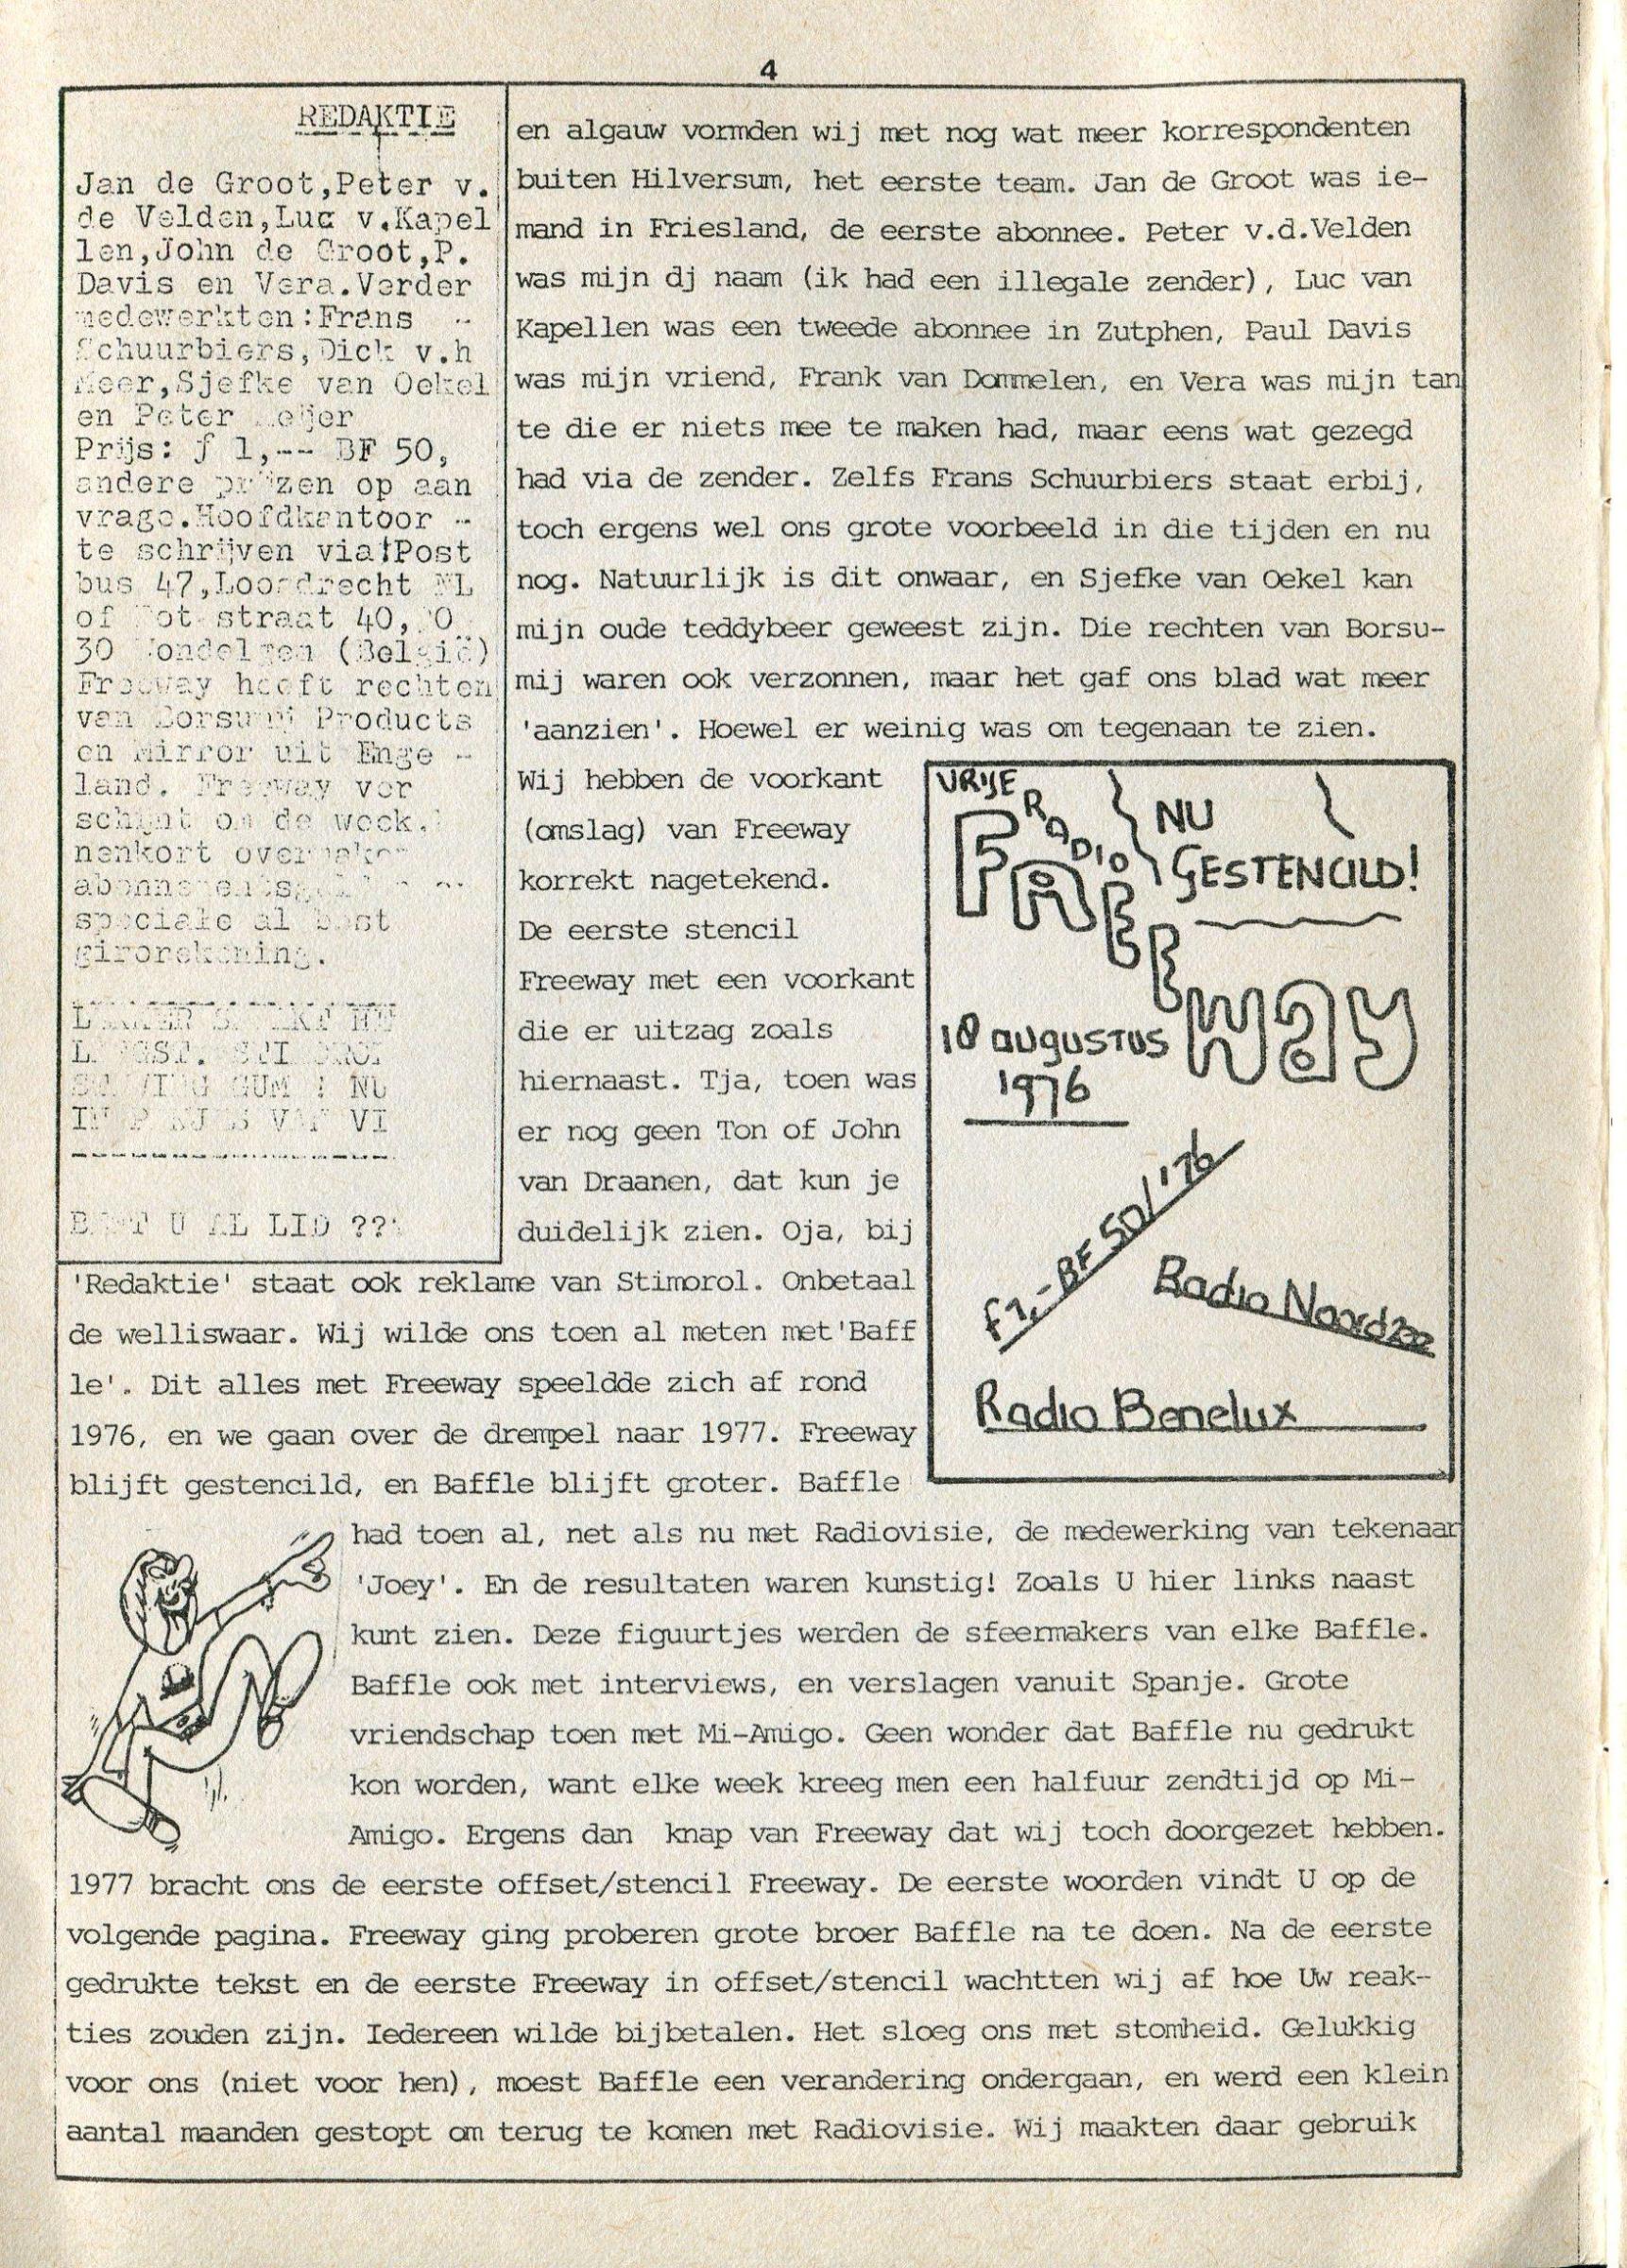 4
REDAKTIE
Jan de Groot,Peter v.
de Velden,Luc v.Kapel
len,John de Groot,P.
Davis en Vera.Verder
medewerkten:Frans -
Schuurbiers,Dick v.h
Meer,Sjefke van Oekel
en Peter
Prijs: f 1,-- BF 50,
andere prijzen op aan
vrage.Hoofdkantoor -
te schrijven via:Post
bus 47,Loosdrecht NL
of straat 40,
30 (België)
Freeway heeft rechten
van Borsumij Products
en Mirror uit Enge -
land. Freeway ver
schijnt om de week.
nenkort overmaken
speciale al best
girorekening.
GUM ! NU
VI
U AL LID ???
en algauw vormden wij met nog wat meer korrespondenten
buiten Hilversum, het eerste team. Jan de Groot was ie-
mand in Friesland, de eerste abonnee. Peter v.d.Velden
was mijn dj naam (ik had een illegale zender), Luc van
Kapellen was een tweede abonnee in Zutphen, Paul Davis
was mijn vriend, Frank van Dommelen, en Vera was mijn tan
te die er niets mee te maken had, maar eens wat gezegd
had via de zender. Zelfs Frans Schuurbiers staat erbij,
toch ergens wel ons grote voorbeeld in die tijden en nu
nog. Natuurlijk is dit onwaar, en Sjefke van Oekel kan
mijn oude teddybeer geweest zijn. Die rechten van Borsu-
mij waren ook verzonnen, maar het gaf ons blad wat meer
'aanzien'. Hoewel er weinig was om tegenaan te zien.
Wij hebben de voorkant
(omslag) van Freeway
korrekt nagetekend.
De eerste stencil
Freeway met een voorkant
die er uitzag zoals
hiernaast. Tja, toen was
er nog geen Ton of John
van Draanen, dat kun je
duidelijk zien. Oja, bij
'Redaktie' staat ook reklame van Stimorol. Onbetaal
de welliswaar. Wij wilde ons toen al meten met'Baff
le'. Dit alles met Freeway speeldde zich af rond
1976, en we gaan over de drempel naar 1977. Freeway
blijft gestencild, en Baffle blijft groter. Baffle
VRIJE
RADIO
FREEWAY
NU
GESTENCILD!
18 AUGUSTUS
1976
f 1,- BF 50/'76
Radio Noordzee
Radio Benelux
had toen al, net als nu met Radiovisie, de medewerking van tekenaar
'Joey'. En de resultaten waren kunstig! Zoals U hier links naast
kunt zien. Deze figuurtjes werden de sfeermakers van elke Baffle.
Baffle ook met interviews, en verslagen vanuit Spanje. Grote
vriendschap toen met Mi-Amigo. Geen wonder dat Baffle nu gedrukt
kon worden, want elke week kreeg men een halfuur zendtijd op Mi-
Amigo. Ergens dan knap van Freeway dat wij toch doorgezet hebben.
1977 bracht ons de eerste offset/stencil Freeway. De eerste woorden vindt U op de
volgende pagina. Freeway ging proberen grote broer Baffle na te doen. Na de eerste
gedrukte tekst en de eerste Freeway in offset/stencil wachtten wij af hoe Uw reak-
ties zouden zijn. Iedereen wilde bijbetalen. Het sloeg ons met stomheid. Gelukkig
voor ons (niet voor hen), moest Baffle een verandering ondergaan, en werd een klein
aantal maanden gestopt om terug te komen met Radiovisie. Wij maakten daar gebruik